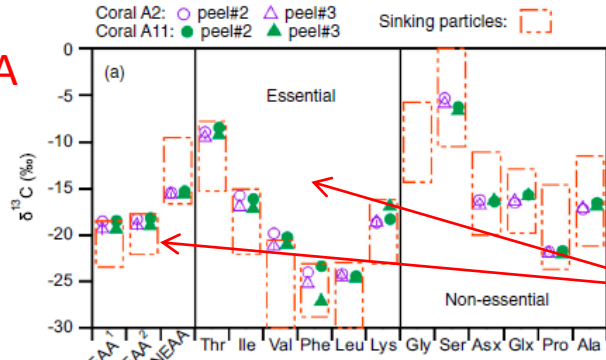 Coral A2: peel#2 peel#3
Coral A11: peel#2 peel#3
Sinking particles:
A
(a)
Essential
Non-essential
δ13C (‰)
0
-5
-10
-15
-20
-25
-30
NEAA Thr Ile Val Phe Leu Lys Gly Ser Asx Glx Pro Ala